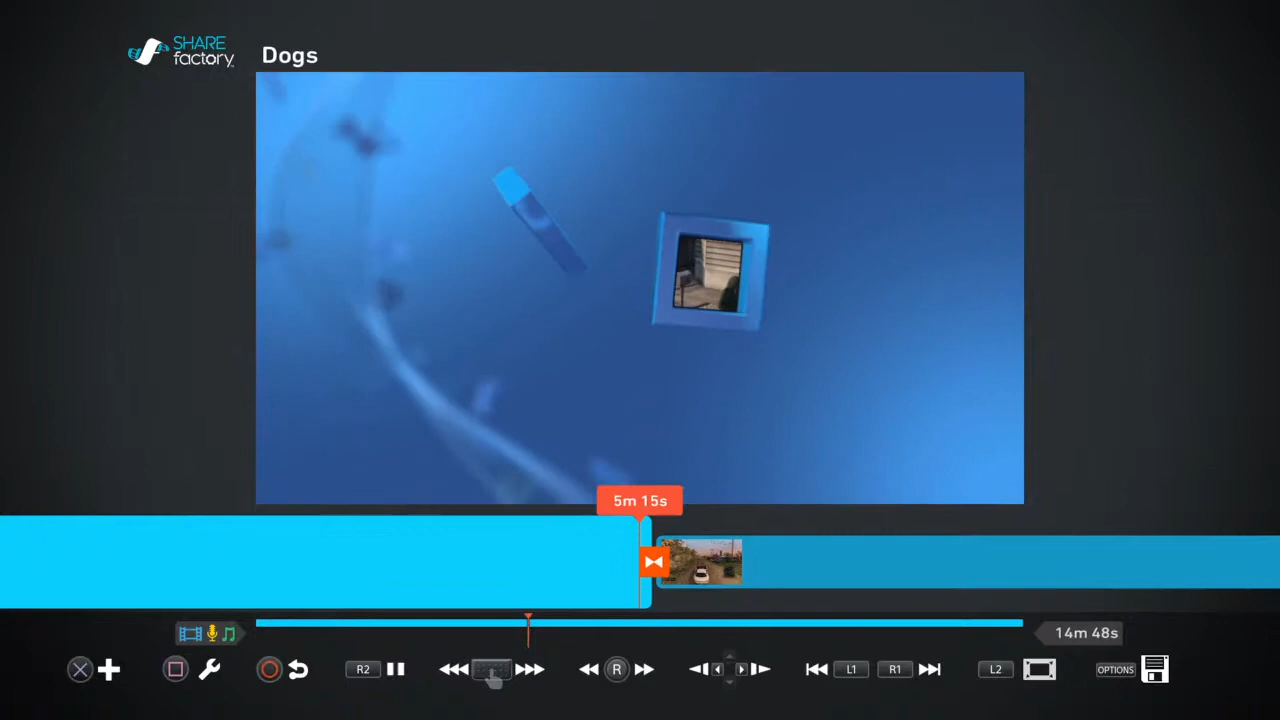 SHARE
factory
Dogs
5m 15s
14m 48s
R2
R
L1
R1
L2
OPTIONS